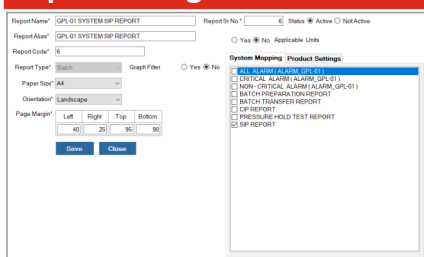 Report Name* GPL-01 SYSTEM SIP REPORT Report Sr No.* 6 Status Active Not Active
Report Alias* GPL-01 SYSTEM SIP REPORT
Yes No Applicable Units
Report Code* 6
System Mapping Product Settings
Report Type* Batch Graph Filter Yes No
ALL ALARM ( ALARM_GPL-01 )
CRITICAL ALARM (ALARM_GPL-01 )
NON - CRITICAL ALARM (ALARM_GPL-01 )
BATCH PREPARATION REPORT
BATCH TRANSFER REPORT
CIP REPORT
PRESSURE HOLD TEST REPORT
SIP REPORT
Paper Size* A4
Orientation* Landscape
Page Margin* Left Right Top Bottom
40 25 95 90
Save Close